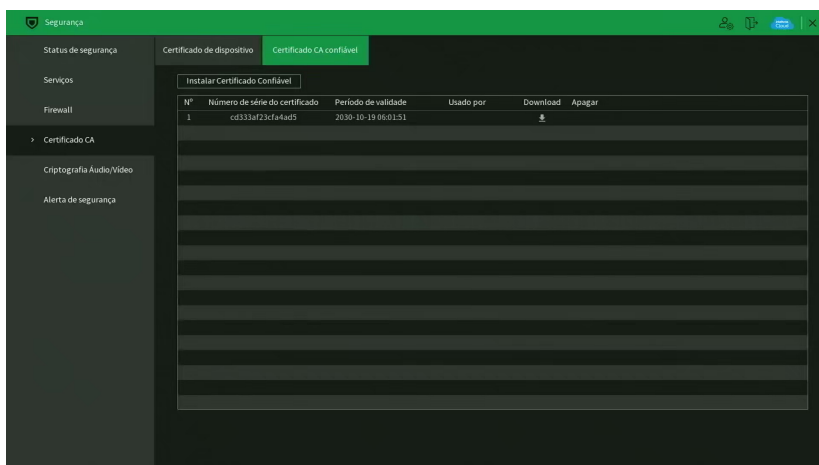 Segurança
Status de segurança
Serviços
Firewall
> Certificado CA
Criptografia Áudio/Vídeo
Alerta de segurança
Certificado de dispositivo Certificado CA confiável
Instalar Certificado Confiável
Nº Número de série do certificado Período de validade Usado por Download Apagar
1 cd333af23cfa4ad5 2030-10-19 06:01:51